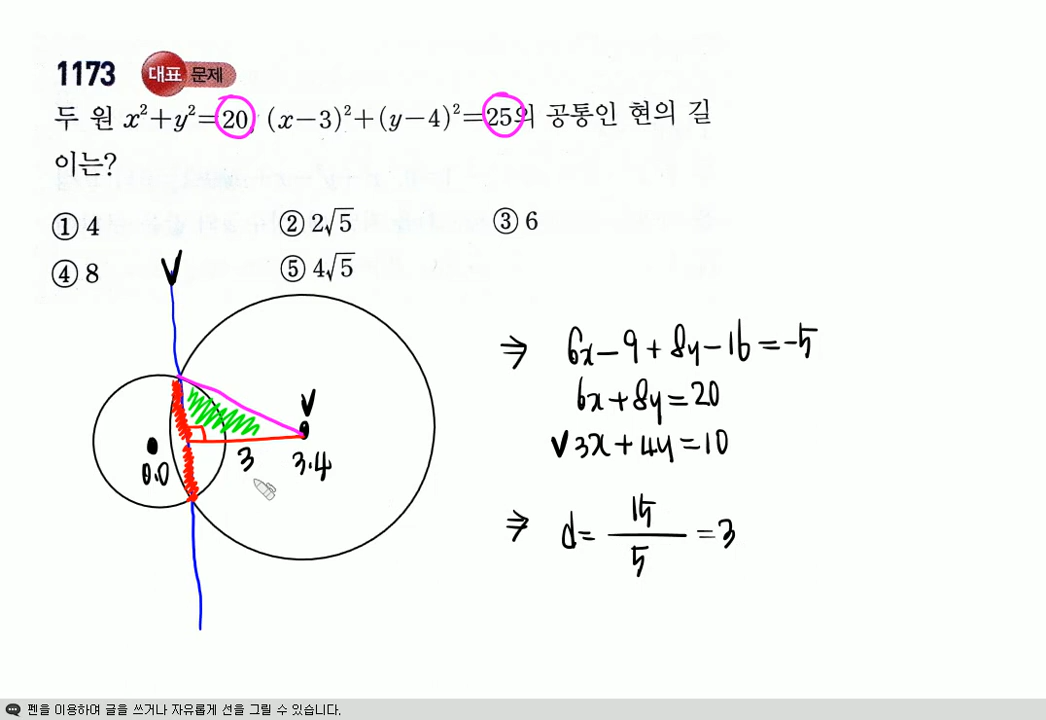 1173 대표 문제
두 원 x²+y²=20, (x-3)²+(y-4)²=25의 공통인 현의 길
이는?
① 4 ② 2√5 ③ 6
④ 8 ⑤ 4√5
⇒ 6x-9+8y-16=-5
6x+8y=20
3x+4y=10
0.0 3 3.4
⇒ d= 15/5 =3
펜을 이용하여 글을 쓰거나 자유롭게 선을 그릴 수 있습니다.